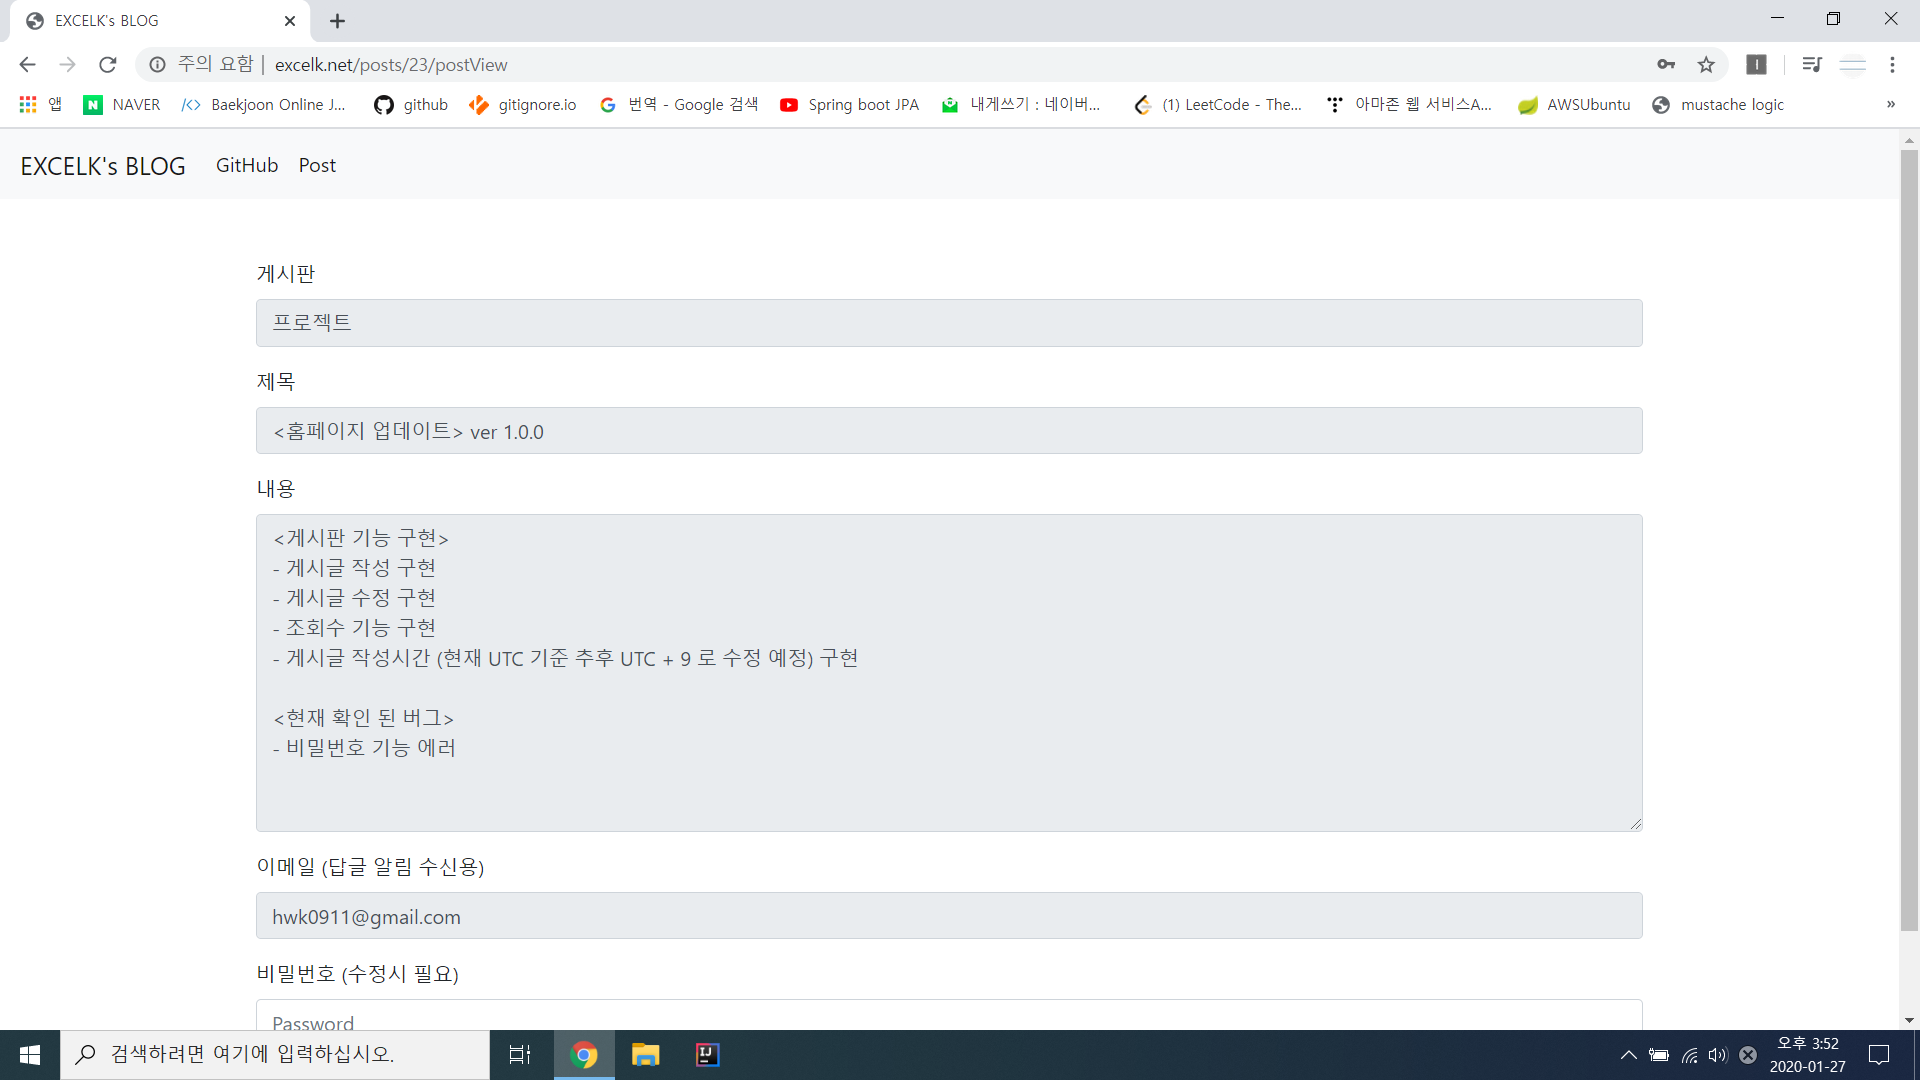 EXCELK's BLOG
주의 요함 | excelk.net/posts/23/postView
앱 NAVER Baekjoon Online J... github gitignore.io 번역 - Google 검색 Spring boot JPA 내게쓰기 : 네이버... (1) LeetCode - The... 아마존 웹 서비스A... AWSUbuntu mustache logic »
EXCELK's BLOG GitHub Post
게시판
프로젝트
제목
<홈페이지 업데이트> ver 1.0.0
내용
<게시판 기능 구현>
- 게시글 작성 구현
- 게시글 수정 구현
- 조회수 기능 구현
- 게시글 작성시간 (현재 UTC 기준 추후 UTC + 9 로 수정 예정) 구현
<현재 확인 된 버그>
- 비밀번호 기능 에러
이메일 (답글 알림 수신용)
hwk0911@gmail.com
비밀번호 (수정시 필요)
Password
검색하려면 여기에 입력하십시오.
오후 3:52
2020-01-27